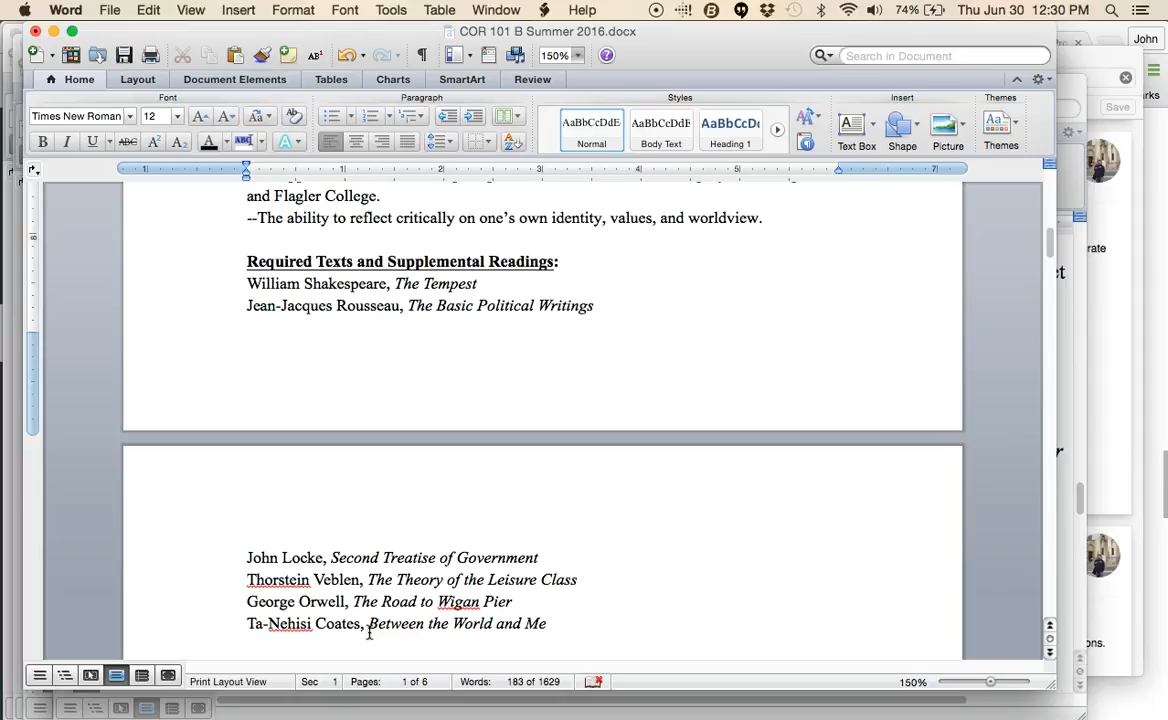 Word File Edit View Insert Format Font Tools Table Window Help 74% Thu Jun 30 12:30 PM
COR 101 B Summer 2016.docx
John
150% Search in Document
Home Layout Document Elements Tables Charts SmartArt Review
Save
Font Paragraph Styles Insert Themes
Times New Roman 12
AaBbCcDdE AaBbCcDdE AaBbCcDc
Normal Body Text Heading 1 Text Box Shape Picture Themes
and Flagler College.
--The ability to reflect critically on one's own identity, values, and worldview.
Required Texts and Supplemental Readings:
William Shakespeare, The Tempest
Jean-Jacques Rousseau, The Basic Political Writings
John Locke, Second Treatise of Government
Thorstein Veblen, The Theory of the Leisure Class
George Orwell, The Road to Wigan Pier
Ta-Nehisi Coates, Between the World and Me
Print Layout View Sec 1 Pages: 1 of 6 Words: 183 of 1629 150%